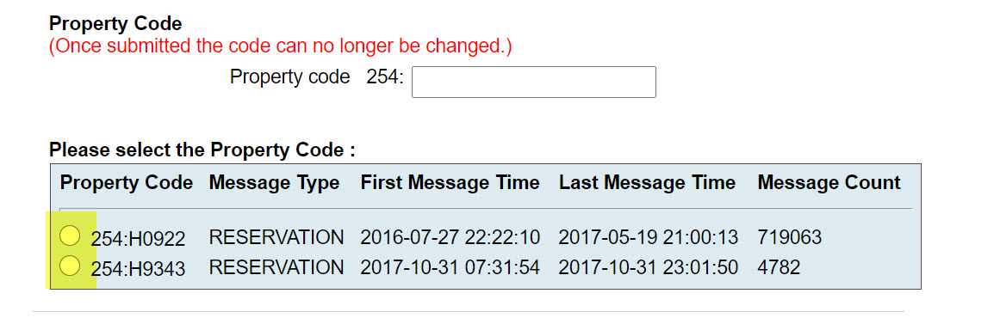 Property Code
(Once submitted the code can no longer be changed.)
Property code 254:
Please select the Property Code :
Property Code Message Type First Message Time Last Message Time Message Count
254:H0922 RESERVATION 2016-07-27 22:22:10 2017-05-19 21:00:13 719063
254:H9343 RESERVATION 2017-10-31 07:31:54 2017-10-31 23:01:50 4782